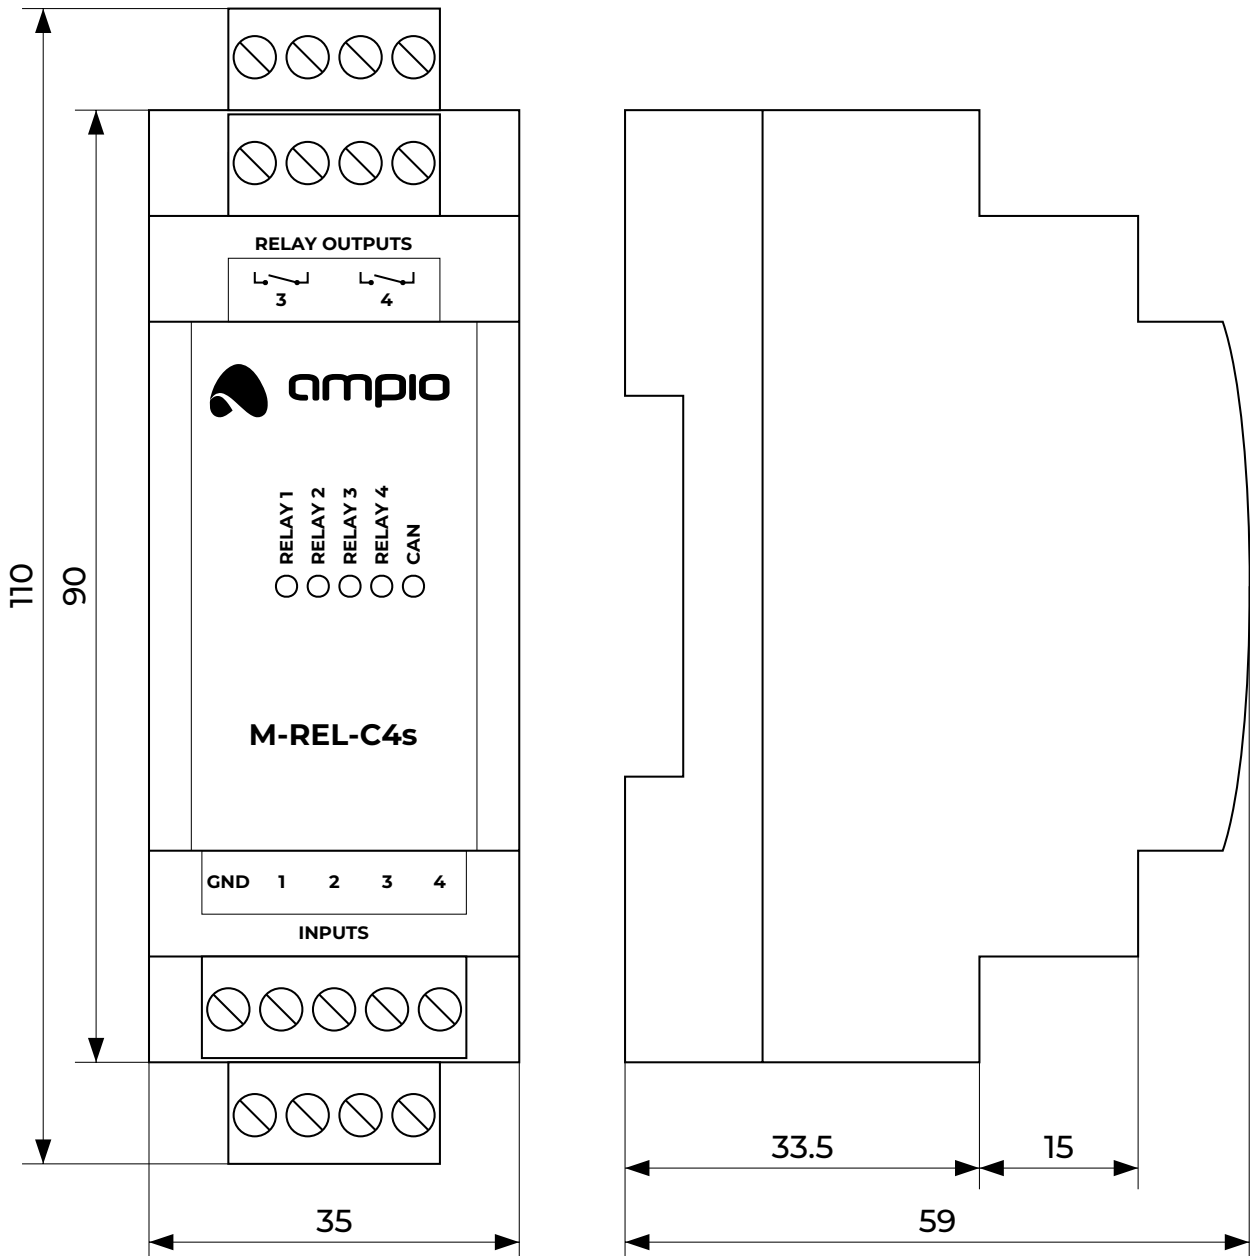 RELAY OUTPUTS
3 4
ampio
RELAY 1
RELAY 2
RELAY 3
RELAY 4
CAN
110
90
M-REL-C4s
GND 1 2 3 4
INPUTS
33.5
15
35
59